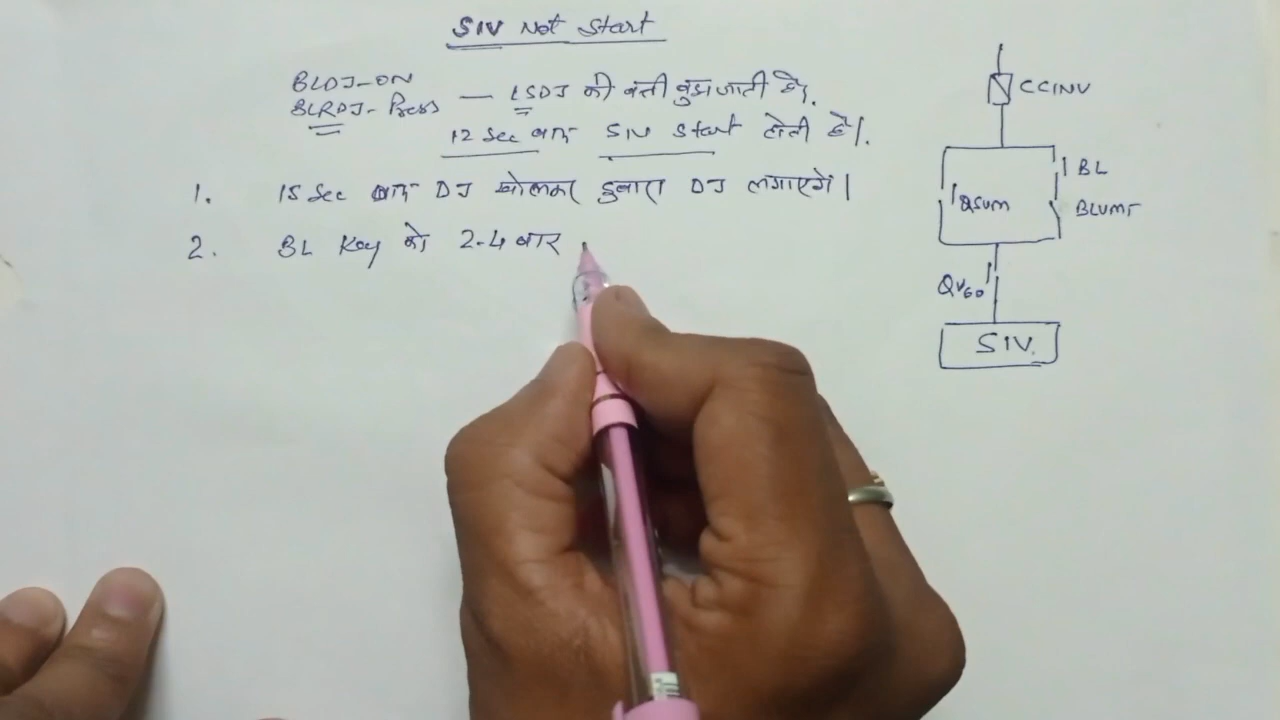 SIV Not Start
BLDJ-ON
BLRDJ-Press — LSDJ की बत्ती बुझ जाती है।
12 Sec बाद SIV Start होती है।
1. 15 Sec बाद DJ खोलकर दुबारा DJ लगाएगें।
2. BL Key को 2-4 बार
CCINV
BL
QSVM
BLVMT
QV60
SIV